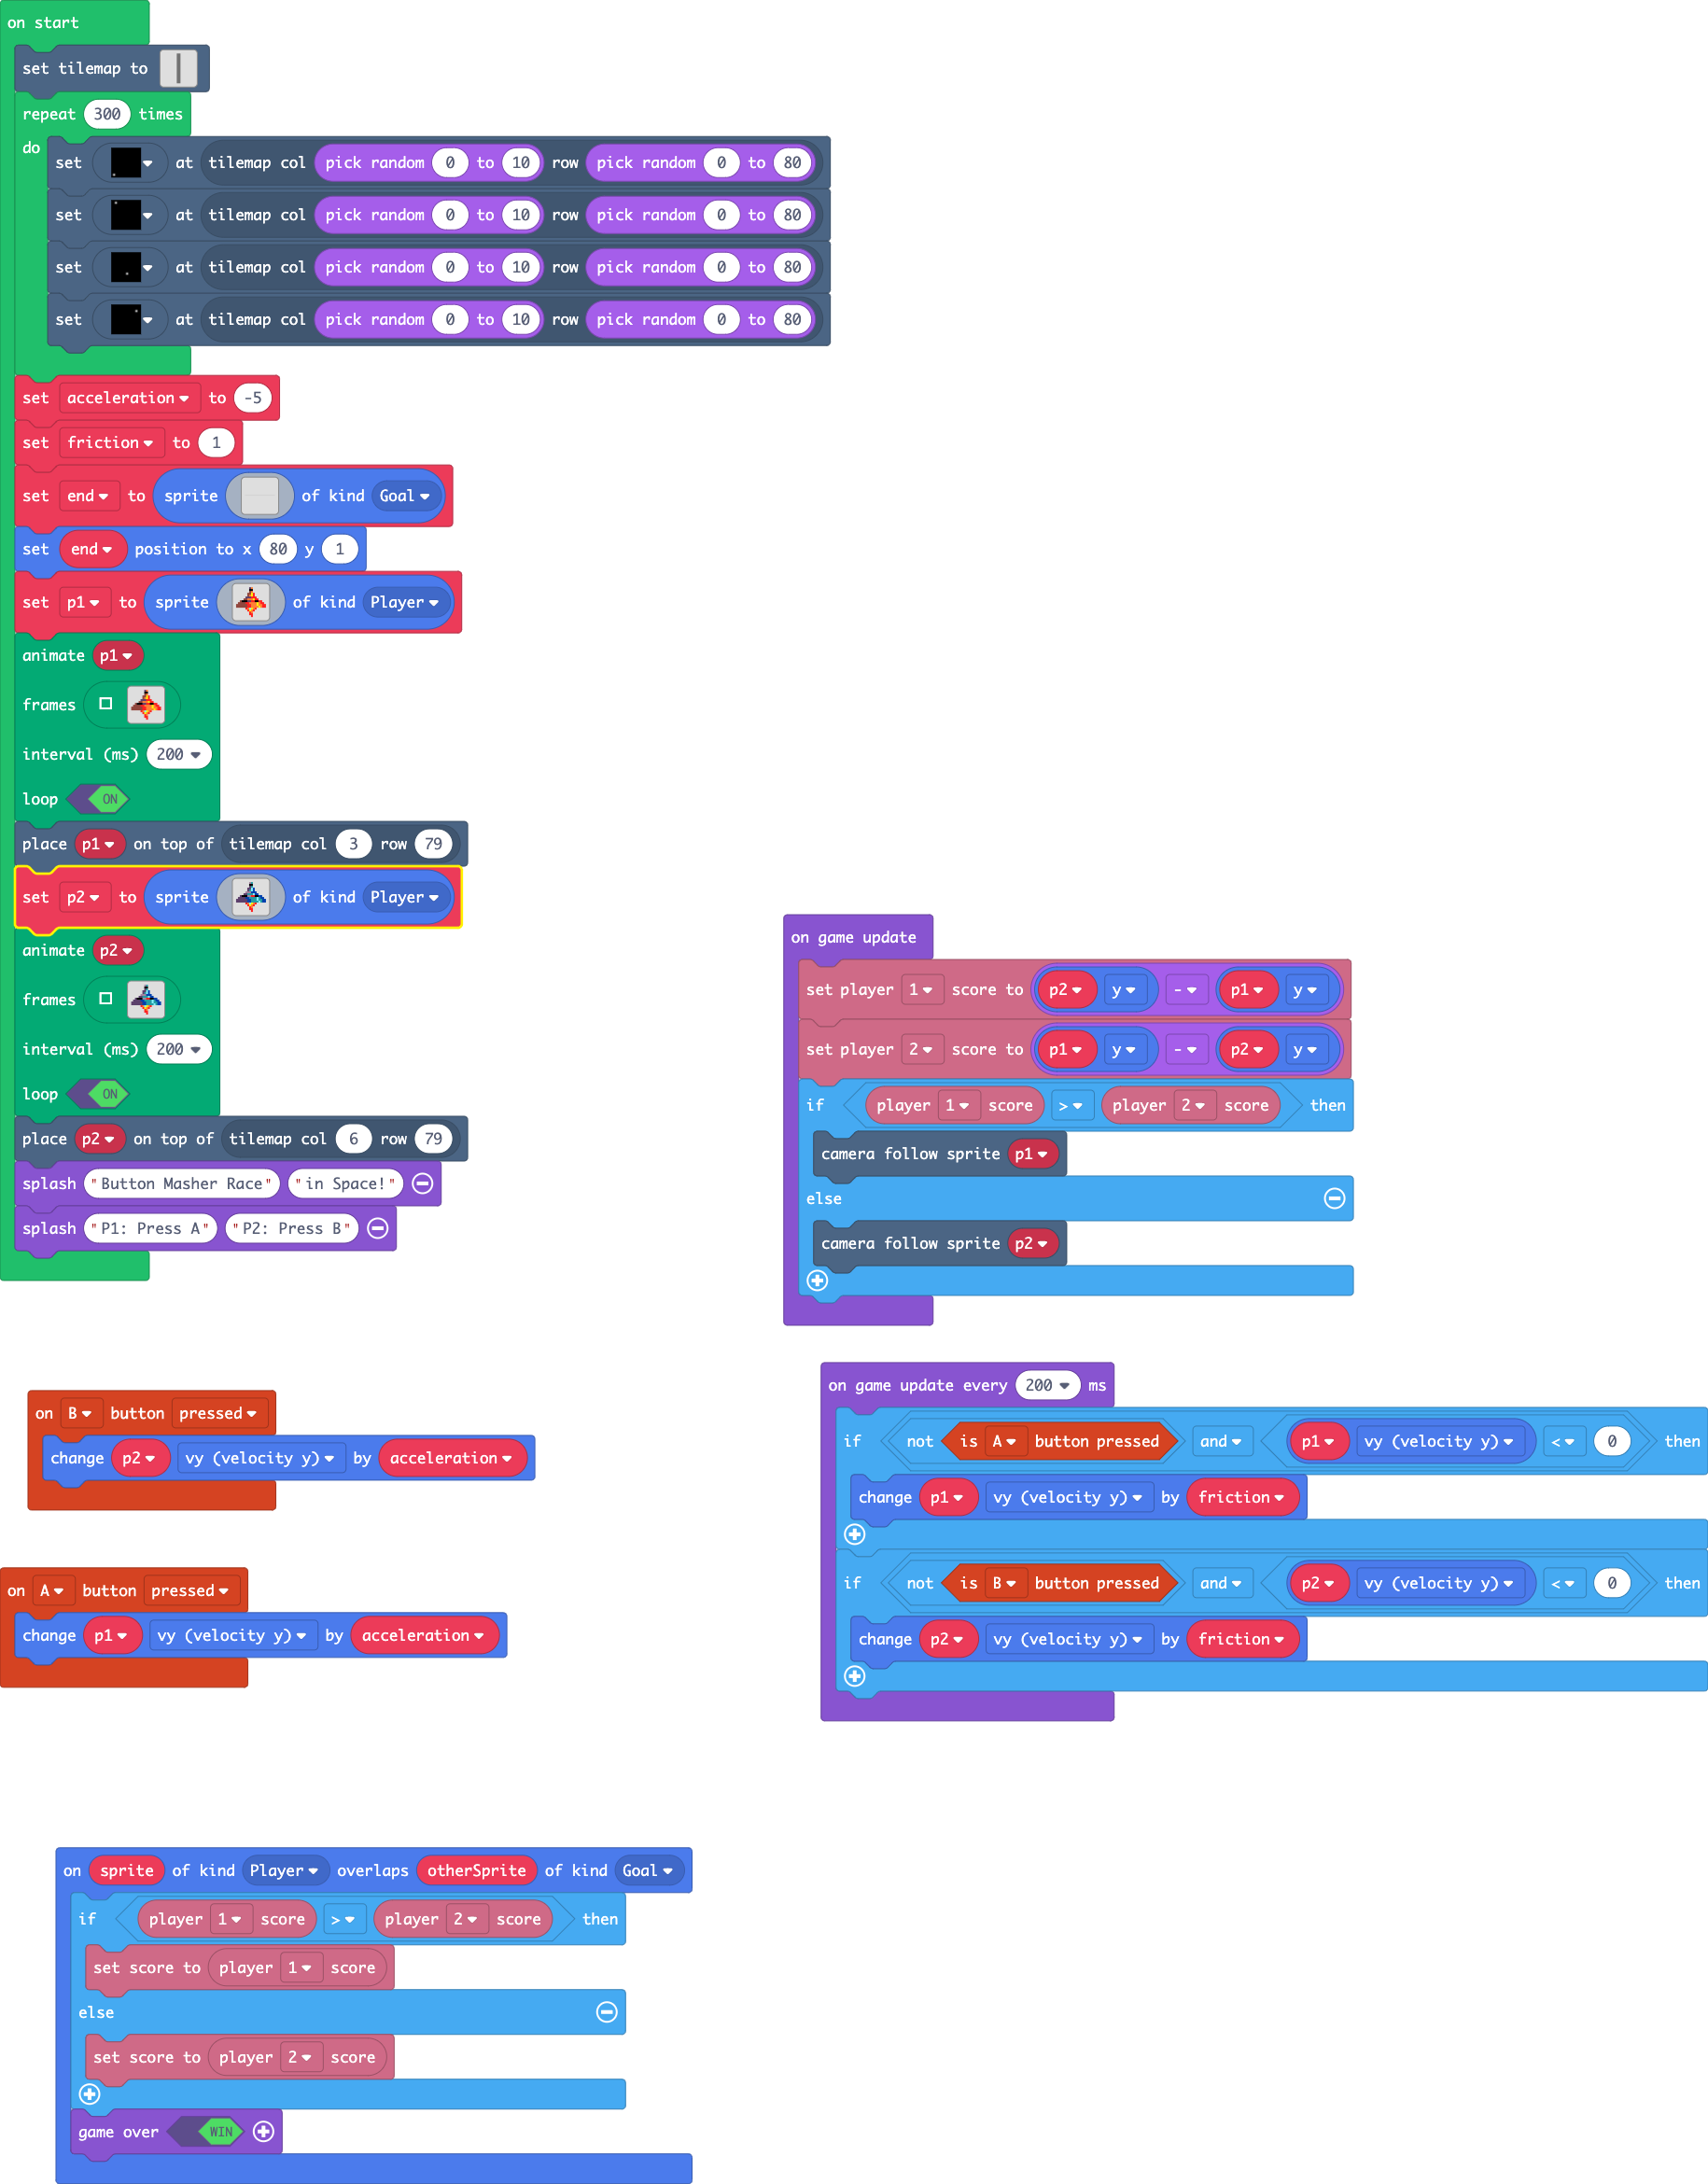 on start
set tilemap to
repeat 300 times
do
set at tilemap col pick random 0 to 10 row pick random 0 to 80
set at tilemap col pick random 0 to 10 row pick random 0 to 80
set at tilemap col pick random 0 to 10 row pick random 0 to 80
set at tilemap col pick random 0 to 10 row pick random 0 to 80
set acceleration to -5
set friction to 1
set end to sprite of kind Goal
set end position to x 80 y 1
set p1 to sprite of kind Player
animate p1
frames
interval (ms) 200
loop ON
place p1 on top of tilemap col 3 row 79
set p2 to sprite of kind Player
animate p2
frames
interval (ms) 200
loop ON
place p2 on top of tilemap col 6 row 79
splash "Button Masher Race" "in Space!"
splash "P1: Press A" "P2: Press B"
on game update
set player 1 score to p2 y - p1 y
set player 2 score to p1 y - p2 y
if player 1 score > player 2 score then
camera follow sprite p1
else
camera follow sprite p2
on B button pressed
change p2 vy (velocity y) by acceleration
on A button pressed
change p1 vy (velocity y) by acceleration
on game update every 200 ms
if not is A button pressed and p1 vy (velocity y) < 0 then
change p1 vy (velocity y) by friction
if not is B button pressed and p2 vy (velocity y) < 0 then
change p2 vy (velocity y) by friction
on sprite of kind Player overlaps otherSprite of kind Goal
if player 1 score > player 2 score then
set score to player 1 score
else
set score to player 2 score
game over WIN